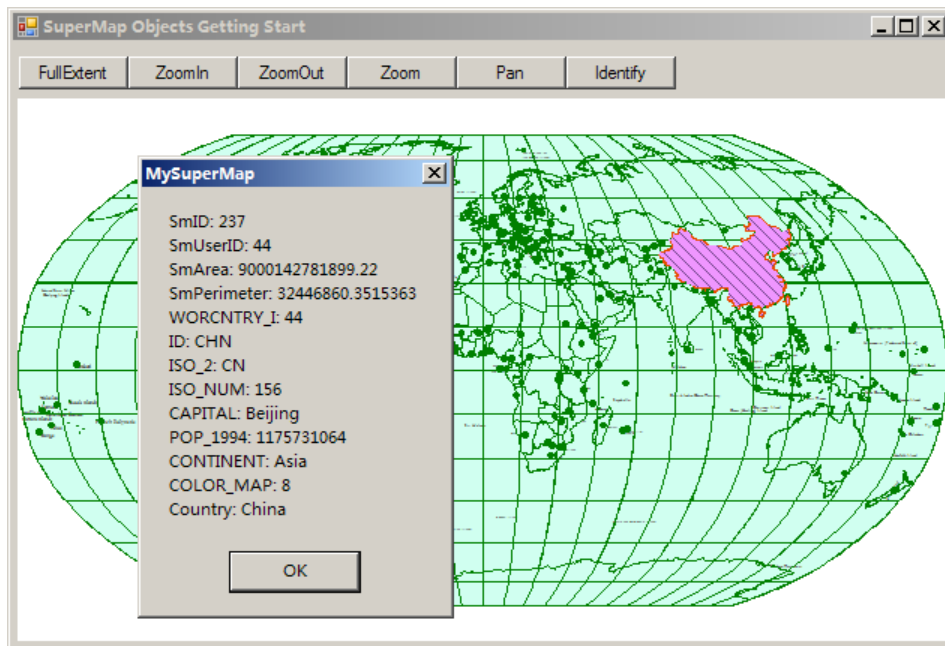 SuperMap Objects Getting Start
FullExtent ZoomIn ZoomOut Zoom Pan Identify
MySuperMap
SmID: 237
SmUserID: 44
SmArea: 9000142781899.22
SmPerimeter: 32446860.3515363
WORCNTRY_I: 44
ID: CHN
ISO_2: CN
ISO_NUM: 156
CAPITAL: Beijing
POP_1994: 1175731064
CONTINENT: Asia
COLOR_MAP: 8
Country: China
OK